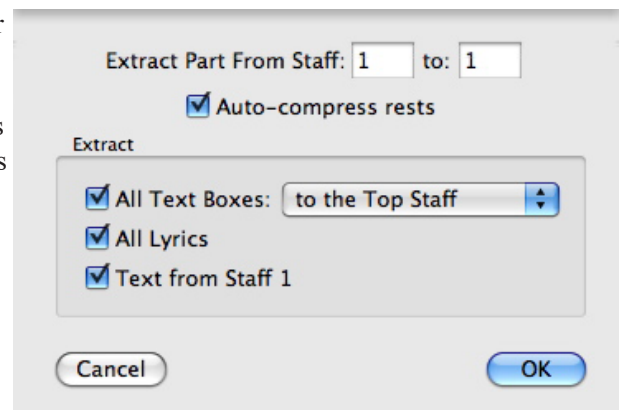 r
Extract Part From Staff: 1 to: 1
Auto-compress rests
s
Extract
s
All Text Boxes: to the Top Staff
All Lyrics
Text from Staff 1
Cancel OK